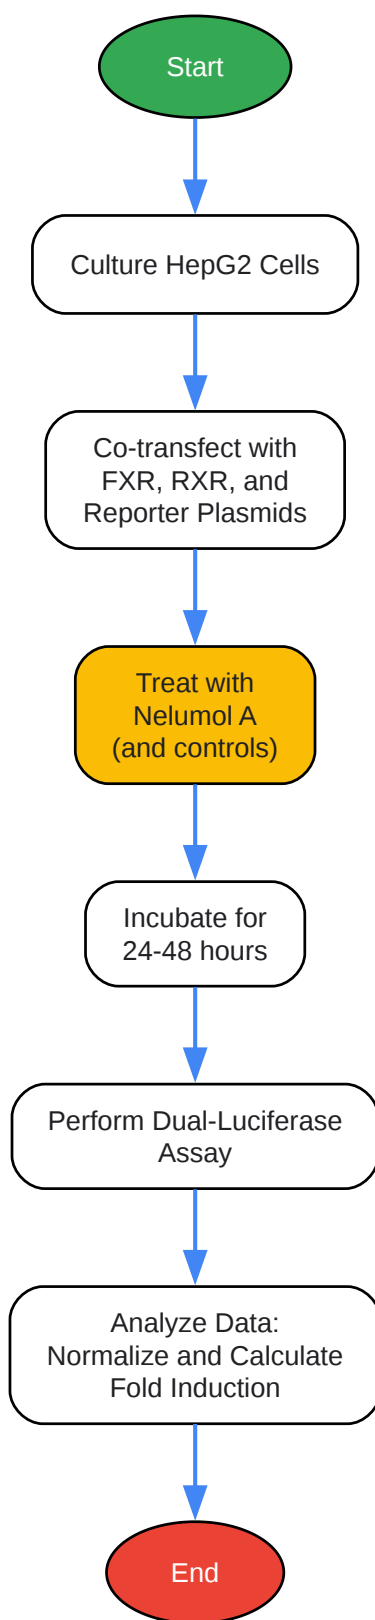 Start
Culture HepG2 Cells
Co-transfect with
FXR, RXR, and
Reporter Plasmids
Treat with
Nelumol A
(and controls)
Incubate for
24-48 hours
Perform Dual-Luciferase
Assay
Analyze Data:
Normalize and Calculate
Fold Induction
End